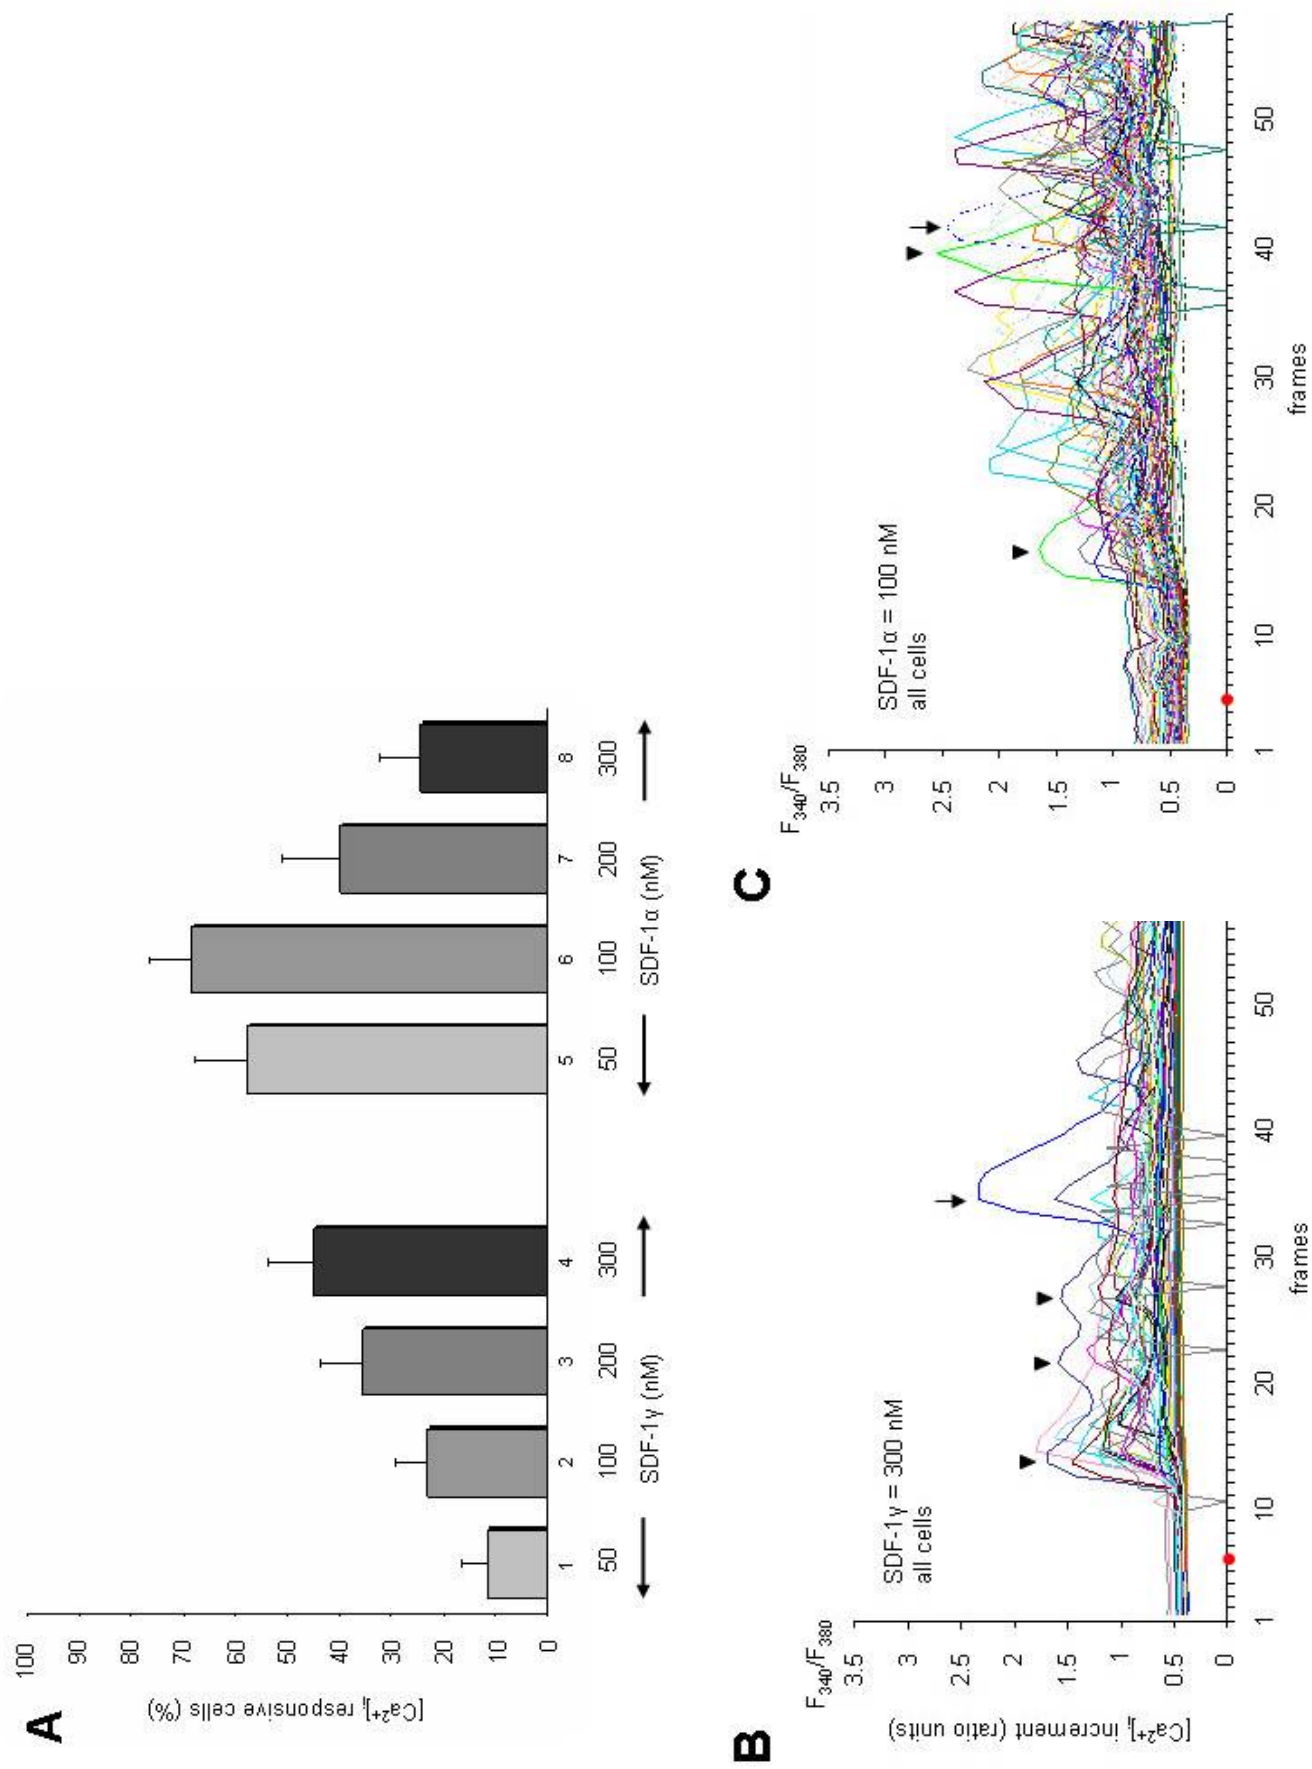 A
[Ca²⁺]ᵢ responsive cells (%)
100
90
80
70
60
50
40
30
20
10
0
1 2 3 4 5 6 7 8
50 100 200 300 50 100 200 300
SDF-1γ (nM) SDF-1α (nM)
B
F₃₄₀/F₃₈₀
[Ca²⁺]ᵢ increment (ratio units)
3.5
3
2.5
2
1.5
1
0.5
0
SDF-1γ = 300 nM
all cells
1 10 20 30 40 50
frames
C
F₃₄₀/F₃₈₀
3.5
3
2.5
2
1.5
1
0.5
0
SDF-1α = 100 nM
all cells
1 10 20 30 40 50
frames